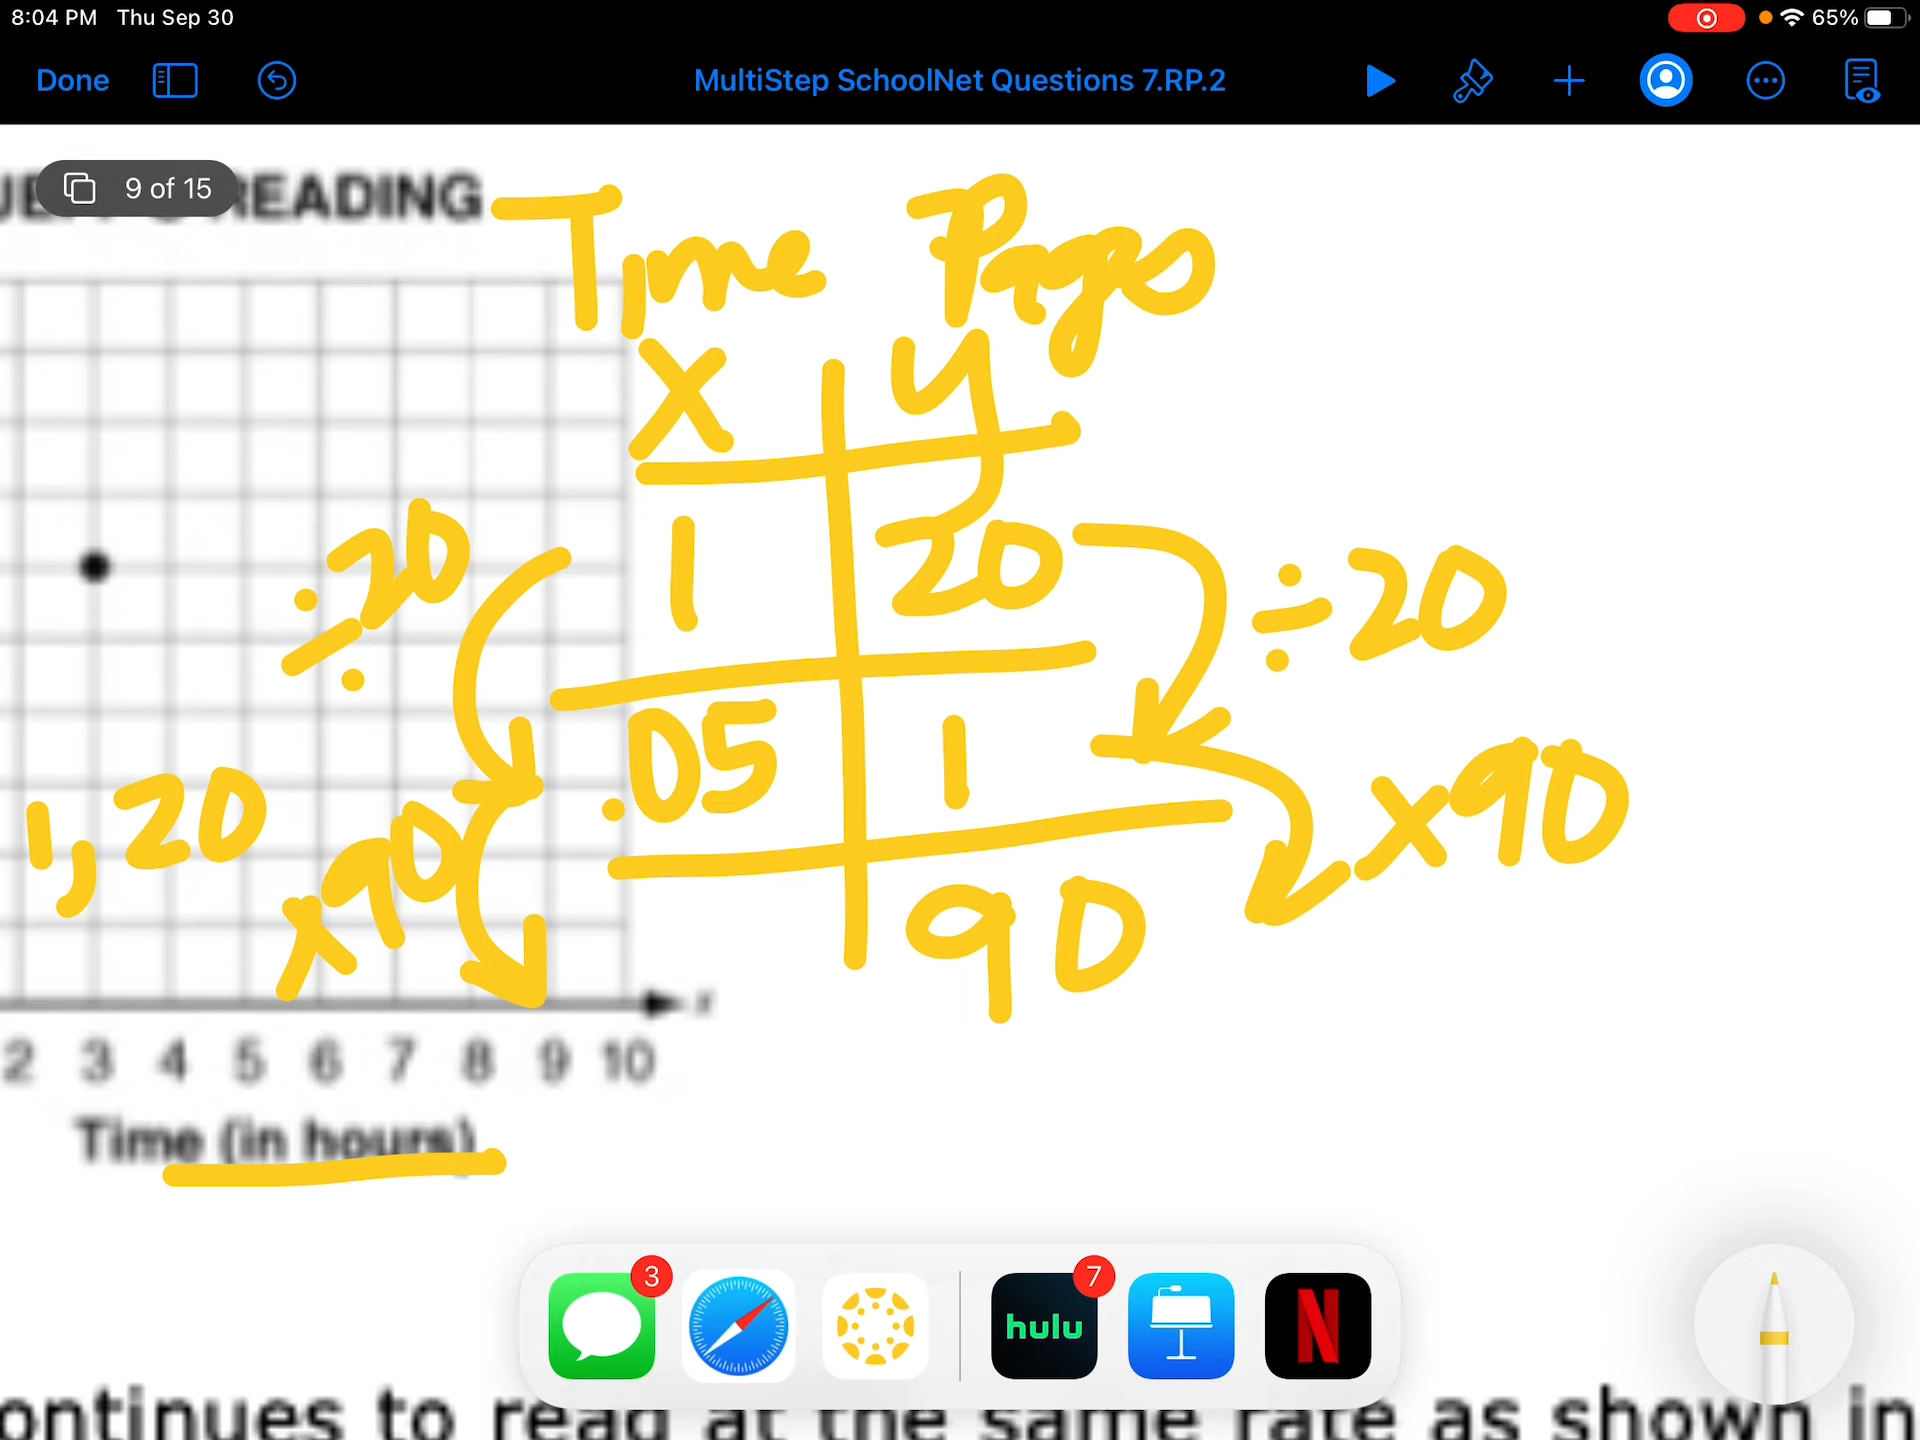 8:04 PM Thu Sep 30
65%
Done
MultiStep SchoolNet Questions 7.RP.2
9 of 15
READING
Time Pages
x y
1 20
÷20
÷20
.05 1
1,20
x90
x90
90
2 3 4 5 6 7 8 9 10
Time (in hours)
3
7
hulu
N
ontinues to read at the same rate as shown in